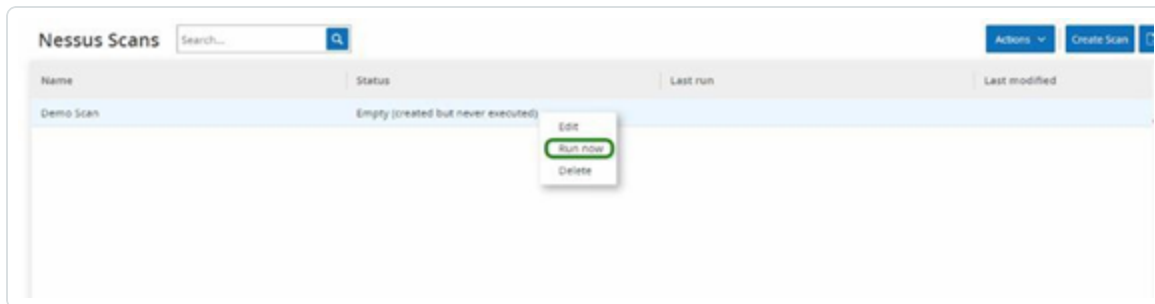 Nessus Scans Search... Actions Create Scan
Name Status Last run Last modified
Demo Scan Empty (created but never executed)
Edit
Run now
Delete